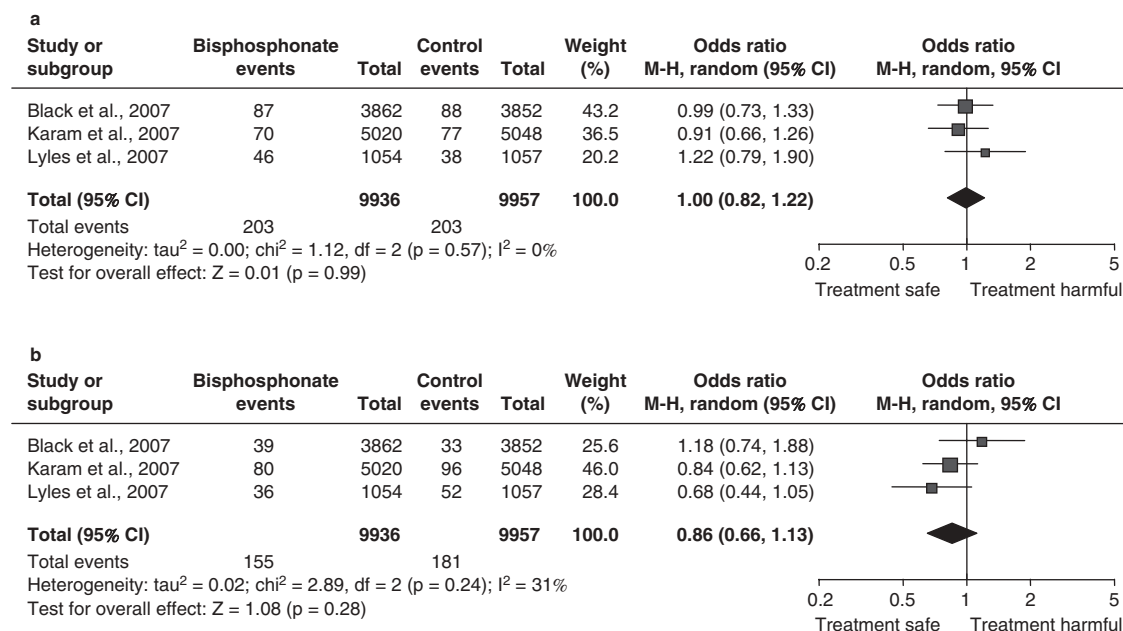 a
Study or subgroup Bisphosphonate events Total Control events Total Weight (%) Odds ratio M-H, random (95% CI) Odds ratio M-H, random, 95% CI
Black et al., 2007 87 3862 88 3852 43.2 0.99 (0.73, 1.33)
Karam et al., 2007 70 5020 77 5048 36.5 0.91 (0.66, 1.26)
Lyles et al., 2007 46 1054 38 1057 20.2 1.22 (0.79, 1.90)
Total (95% CI) 9936 9957 100.0 1.00 (0.82, 1.22)
Total events 203 203
Heterogeneity: tau² = 0.00; chi² = 1.12, df = 2 (p = 0.57); I² = 0%
Test for overall effect: Z = 0.01 (p = 0.99)
0.2 0.5 1 2 5
Treatment safe Treatment harmful
b
Study or subgroup Bisphosphonate events Total Control events Total Weight (%) Odds ratio M-H, random (95% CI) Odds ratio M-H, random, 95% CI
Black et al., 2007 39 3862 33 3852 25.6 1.18 (0.74, 1.88)
Karam et al., 2007 80 5020 96 5048 46.0 0.84 (0.62, 1.13)
Lyles et al., 2007 36 1054 52 1057 28.4 0.68 (0.44, 1.05)
Total (95% CI) 9936 9957 100.0 0.86 (0.66, 1.13)
Total events 155 181
Heterogeneity: tau² = 0.02; chi² = 2.89, df = 2 (p = 0.24); I² = 31%
Test for overall effect: Z = 1.08 (p = 0.28)
0.2 0.5 1 2 5
Treatment safe Treatment harmful